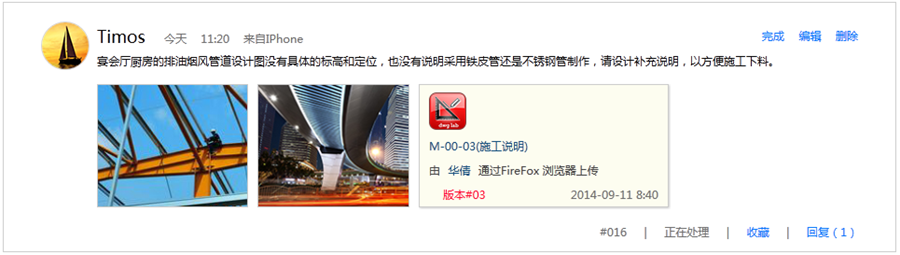 Timos 今天 11:20 来自IPhone 完成 编辑 删除
宴会厅厨房的排油烟风管道设计图没有具体的标高和定位，也没有说明采用铁皮管还是不锈钢管制作，请设计补充说明，以方便施工下料。
dwg lab
M-00-03(施工说明)
由 华倩 通过FireFox 浏览器上传
版本#03 2014-09-11 8:40
#016 | 正在处理 | 收藏 | 回复（1）